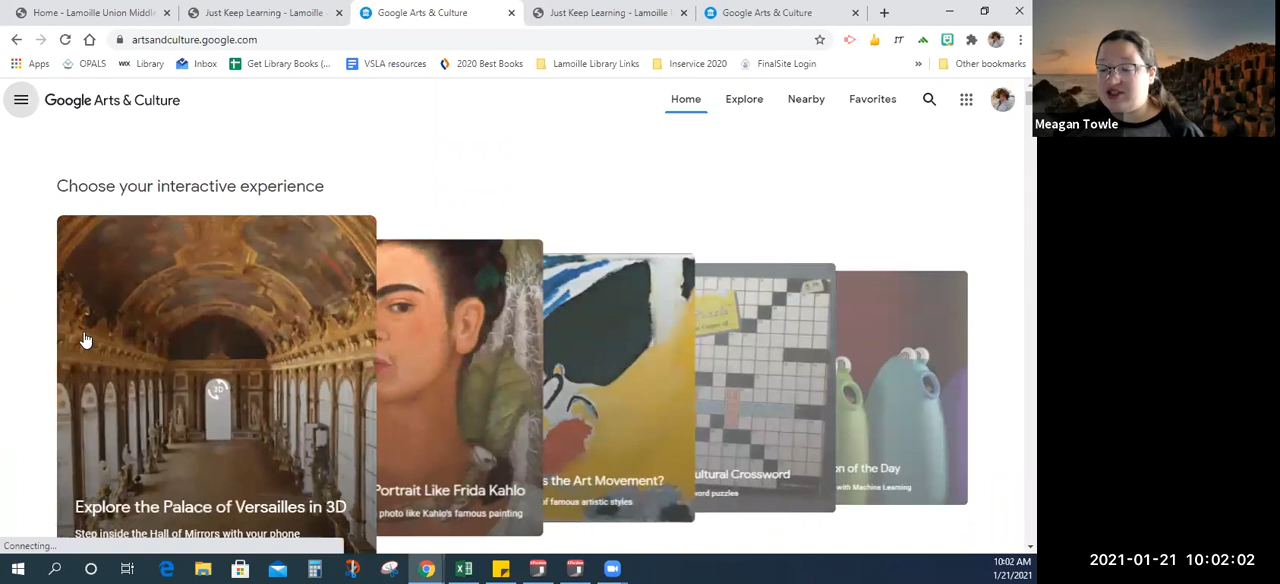 Home - Lamoille Union Middle
Just Keep Learning - Lamoille
Google Arts & Culture
Just Keep Learning - Lamoille
Google Arts & Culture
artsandculture.google.com
IT
Apps
OPALS
WIX Library
Inbox
Get Library Books (...
VSLA resources
2020 Best Books
Lamoille Library Links
Inservice 2020
FinalSite Login
»
Other bookmarks
Google Arts & Culture
Home
Explore
Nearby
Favorites
Meagan Towle
Choose your interactive experience
3D
Explore the Palace of Versailles in 3D
Step inside the Hall of Mirrors with your phone
Portrait Like Frida Kahlo
photo like Kahlo's famous painting
s the Art Movement?
of famous artistic styles
Puzzle
ultural Crossword
word puzzles
on of the Day
with Machine Learning
Connecting...
10:02 AM
1/21/2021
2021-01-21 10:02:02